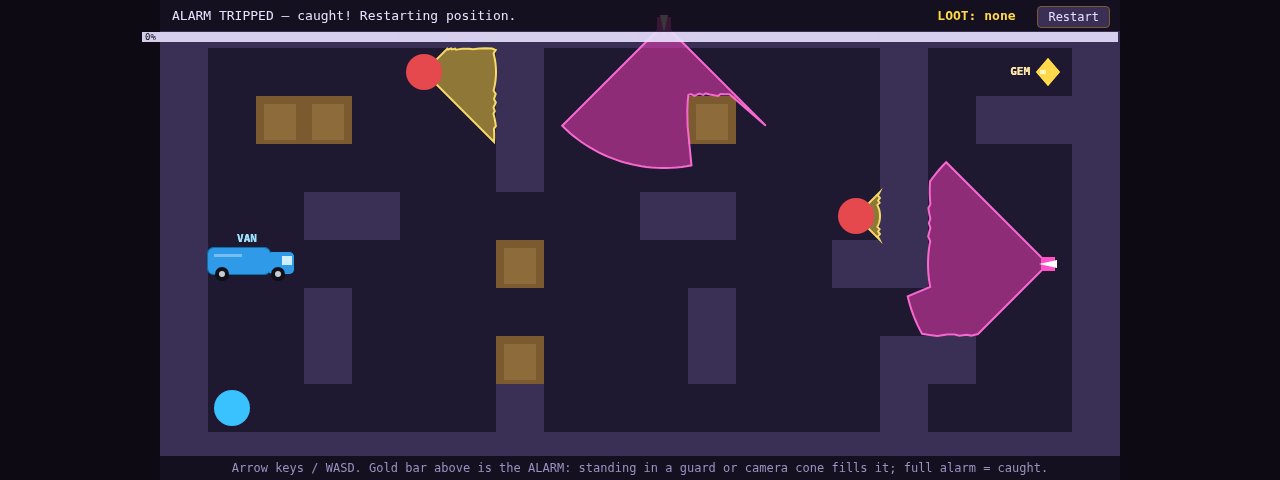 ALARM TRIPPED — caught! Restarting position.
LOOT: none
Restart
0%
GEM
VAN
Arrow keys / WASD. Gold bar above is the ALARM: standing in a guard or camera cone fills it; full alarm = caught.